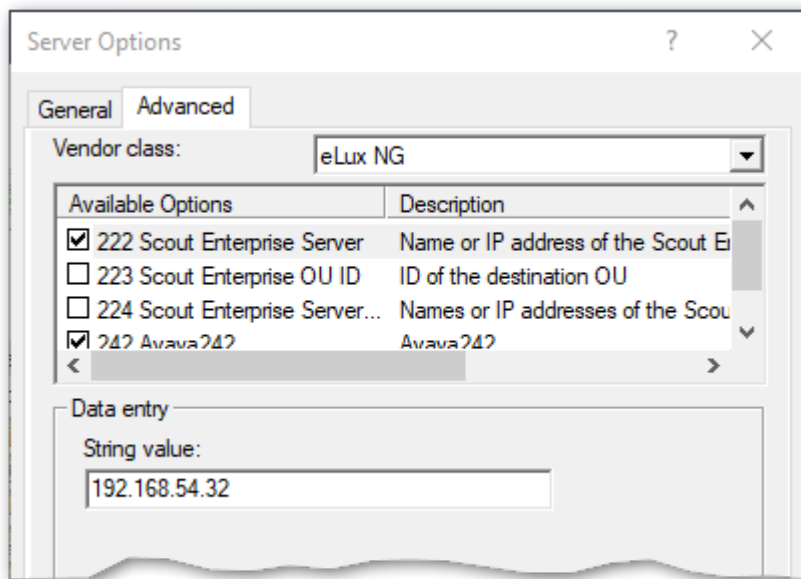 Server Options
General Advanced
Vendor class: eLux NG
Available Options Description
222 Scout Enterprise Server Name or IP address of the Scout E
223 Scout Enterprise OU ID ID of the destination OU
224 Scout Enterprise Server... Names or IP addresses of the Scou
242 Avaya242 Avaya242
Data entry
String value:
192.168.54.32